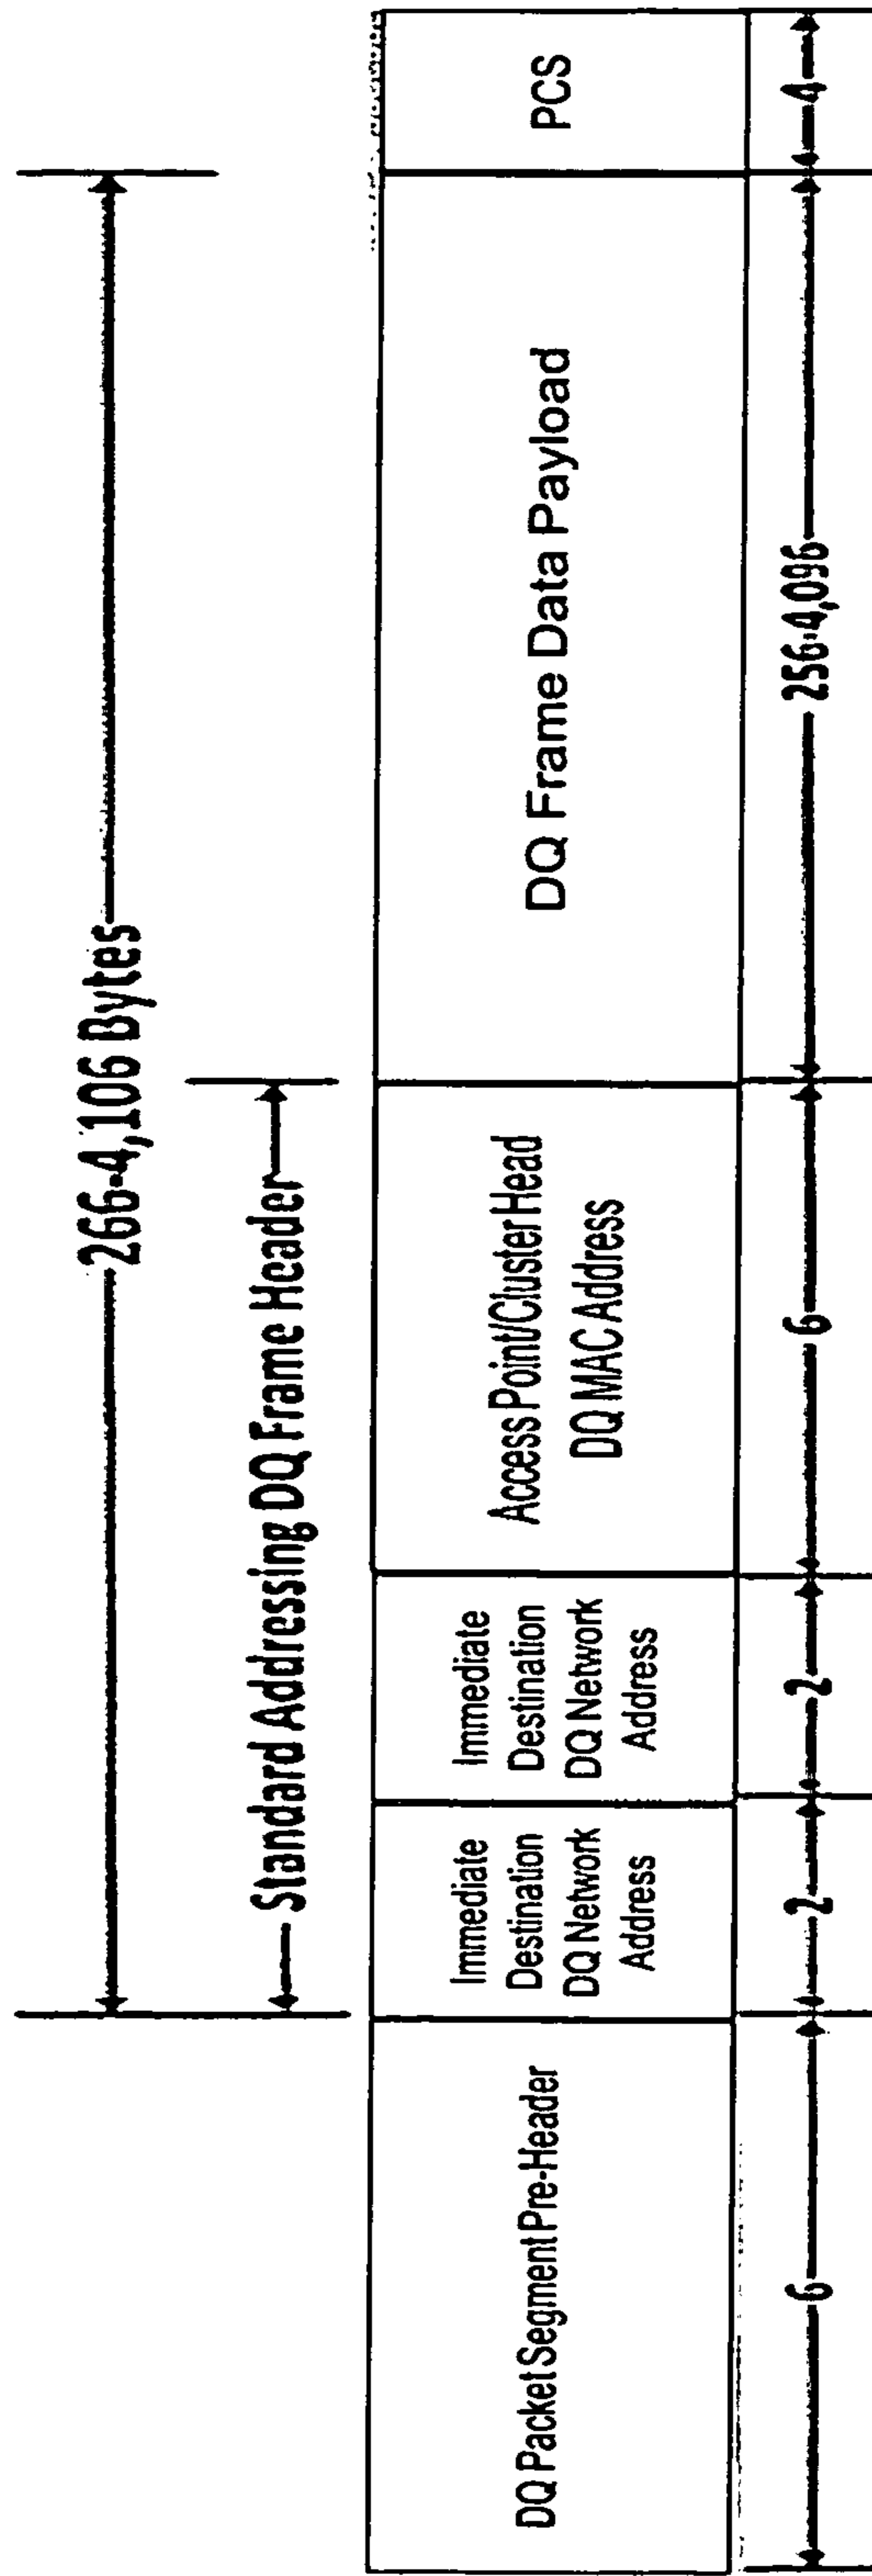 266-4,106 Bytes
Standard Addressing DQ Frame Header
DQ Packet Segment Pre-Header
Immediate
Destination
DQ Network
Address
Immediate
Destination
DQ Network
Address
Access Point/Cluster Head
DQ MAC Address
DQ Frame Data Payload
PCS
6
2
2
6
256-4,096
4